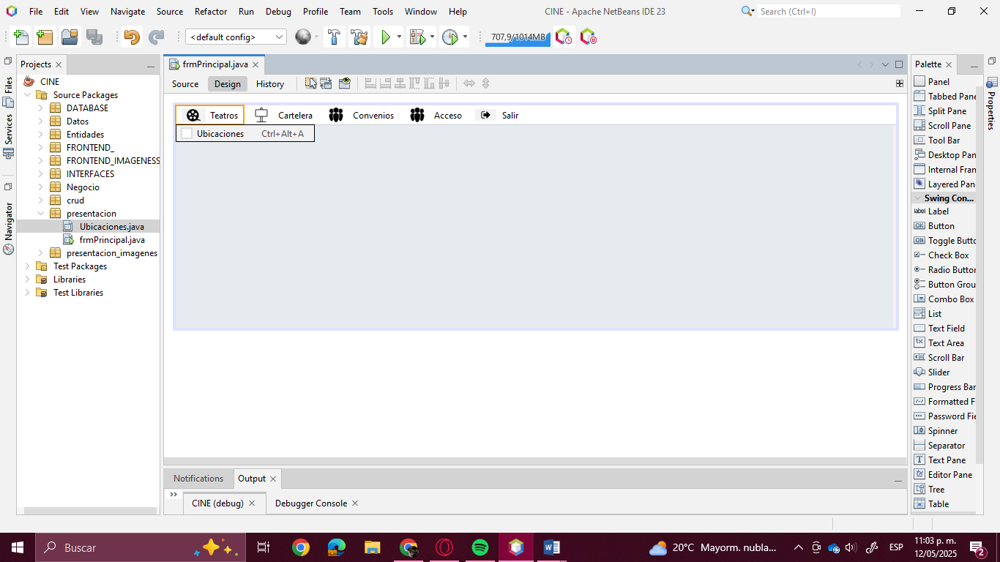 File Edit View Navigate Source Refactor Run Debug Profile Team Tools Window Help CINE - Apache NetBeans IDE 23 Search (Ctrl+I)
<default config> 707,9/1014MB
Projects
frmPrincipal.java
Palette
Files
Services
Navigator
Properties
CINE
Source Packages
DATABASE
Datos
Entidades
FRONTEND_
FRONTEND_IMAGENESS
INTERFACES
Negocio
crud
presentacion
Ubicaciones.java
frmPrincipal.java
presentacion_imagenes
Test Packages
Libraries
Test Libraries
Source Design History
Teatros Cartelera Convenios Acceso Salir
Ubicaciones Ctrl+Alt+A
Panel
Tabbed Pane
Split Pane
Scroll Pane
Tool Bar
Desktop Pan
Internal Fran
Layered Pan
Swing Con...
Label
Button
Toggle Butto
Check Box
Radio Button
Button Grou
Combo Box
List
Text Field
Text Area
Scroll Bar
Slider
Progress Bar
Formatted F
Password Fie
Spinner
Separator
Text Pane
Editor Pane
Tree
Table
Notifications Output
CINE (debug) Debugger Console
Buscar
20°C Mayorm. nubla...
ESP
11:03 p. m.
12/05/2025
2